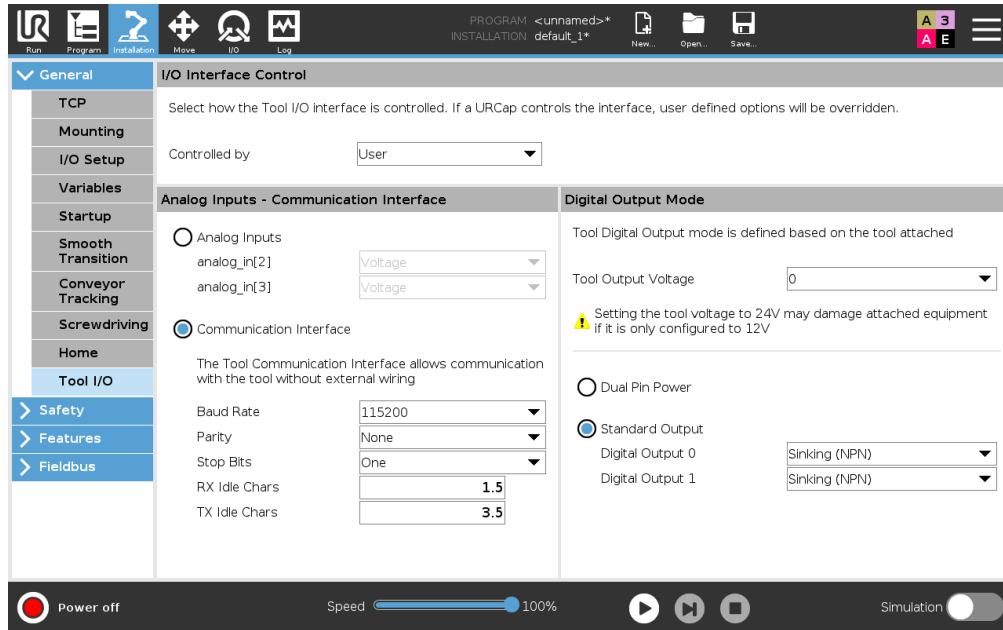 UR
Run
Program
Installation
Move
I/O
Log
PROGRAM <unnamed>*
INSTALLATION default_1*
New...
Open...
Save...
A 3
A E
General
TCP
Mounting
I/O Setup
Variables
Startup
Smooth
Transition
Conveyor
Tracking
Screwdriving
Home
Tool I/O
Safety
Features
Fieldbus
I/O Interface Control
Select how the Tool I/O interface is controlled. If a URCap controls the interface, user defined options will be overridden.
Controlled by User
Analog Inputs - Communication Interface
Analog Inputs
analog_in[2] Voltage
analog_in[3] Voltage
Communication Interface
The Tool Communication Interface allows communication
with the tool without external wiring
Baud Rate 115200
Parity None
Stop Bits One
RX Idle Chars 1.5
TX Idle Chars 3.5
Digital Output Mode
Tool Digital Output mode is defined based on the tool attached
Tool Output Voltage 0
Setting the tool voltage to 24V may damage attached equipment
if it is only configured to 12V
Dual Pin Power
Standard Output
Digital Output 0 Sinking (NPN)
Digital Output 1 Sinking (NPN)
Power off
Speed 100%
Simulation